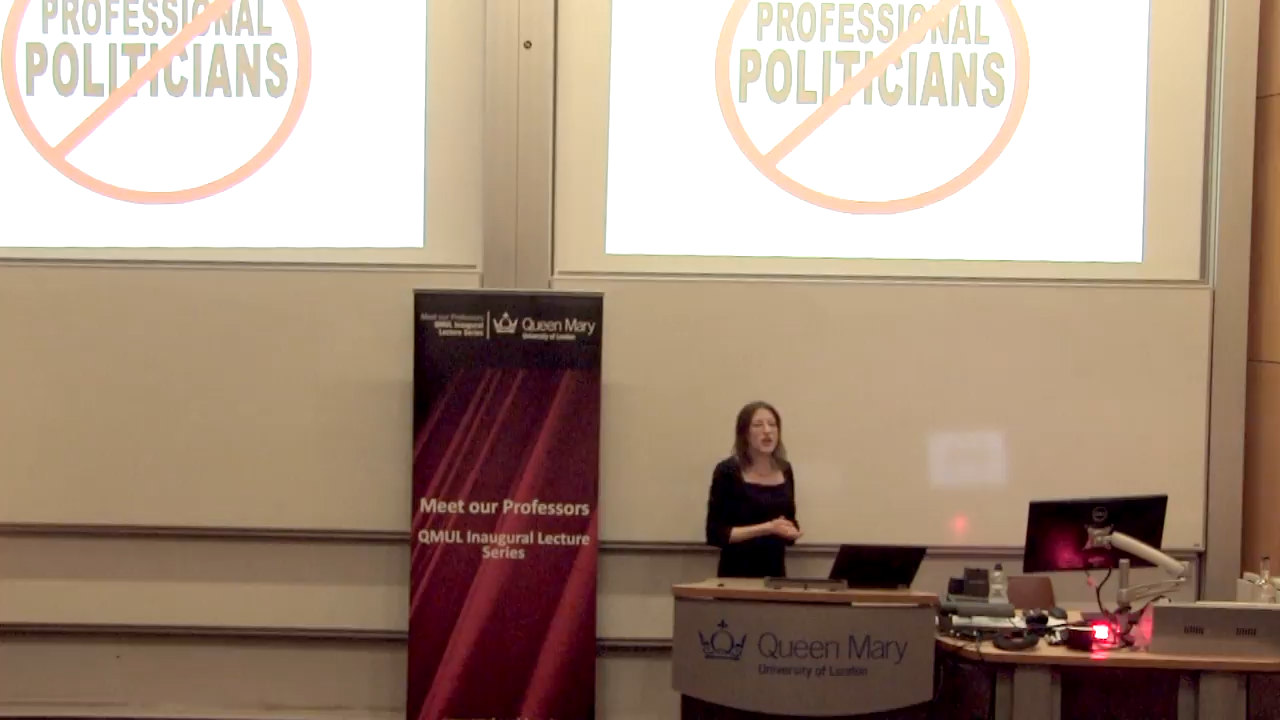 PROFESSIONAL
POLITICIANS
PROFESSIONAL
POLITICIANS
Meet our Professors
QMUL Inaugural
Lecture Series
Queen Mary
University of London
Meet our Professors
QMUL Inaugural Lecture
Series
DELL
Queen Mary
University of London